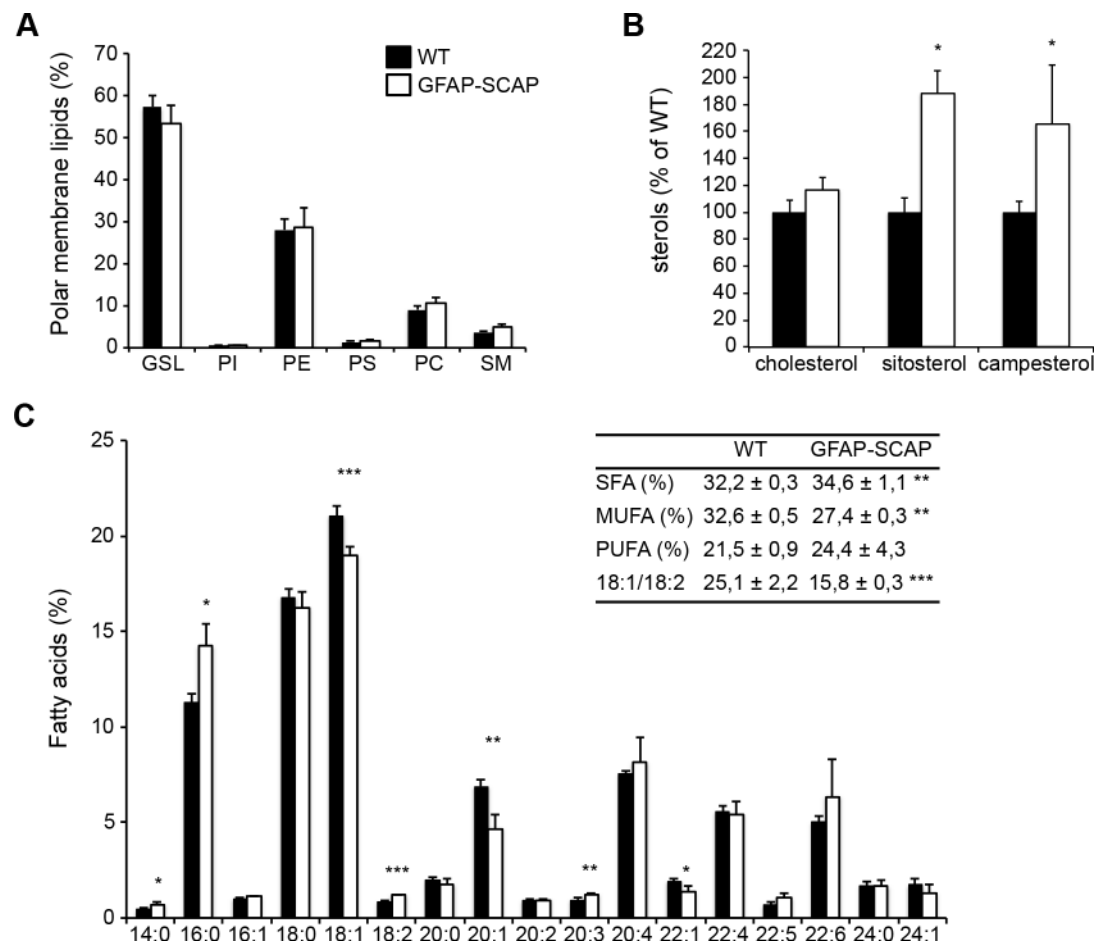 A
Polar membrane lipids (%)
70
60
50
40
30
20
10
0
WT
GFAP-SCAP
GSL PI PE PS PC SM
B
sterols (% of WT)
220
200
180
160
140
120
100
80
60
40
20
0
* *
cholesterol sitosterol campesterol
C
Fatty acids (%)
25
20
15
10
5
0
* * *** *** ** ** *
14:0 16:0 16:1 18:0 18:1 18:2 20:0 20:1 20:2 20:3 20:4 22:1 22:4 22:5 22:6 24:0 24:1
WT GFAP-SCAP
SFA (%) 32,2 ± 0,3 34,6 ± 1,1 **
MUFA (%) 32,6 ± 0,5 27,4 ± 0,3 **
PUFA (%) 21,5 ± 0,9 24,4 ± 4,3
18:1/18:2 25,1 ± 2,2 15,8 ± 0,3 ***